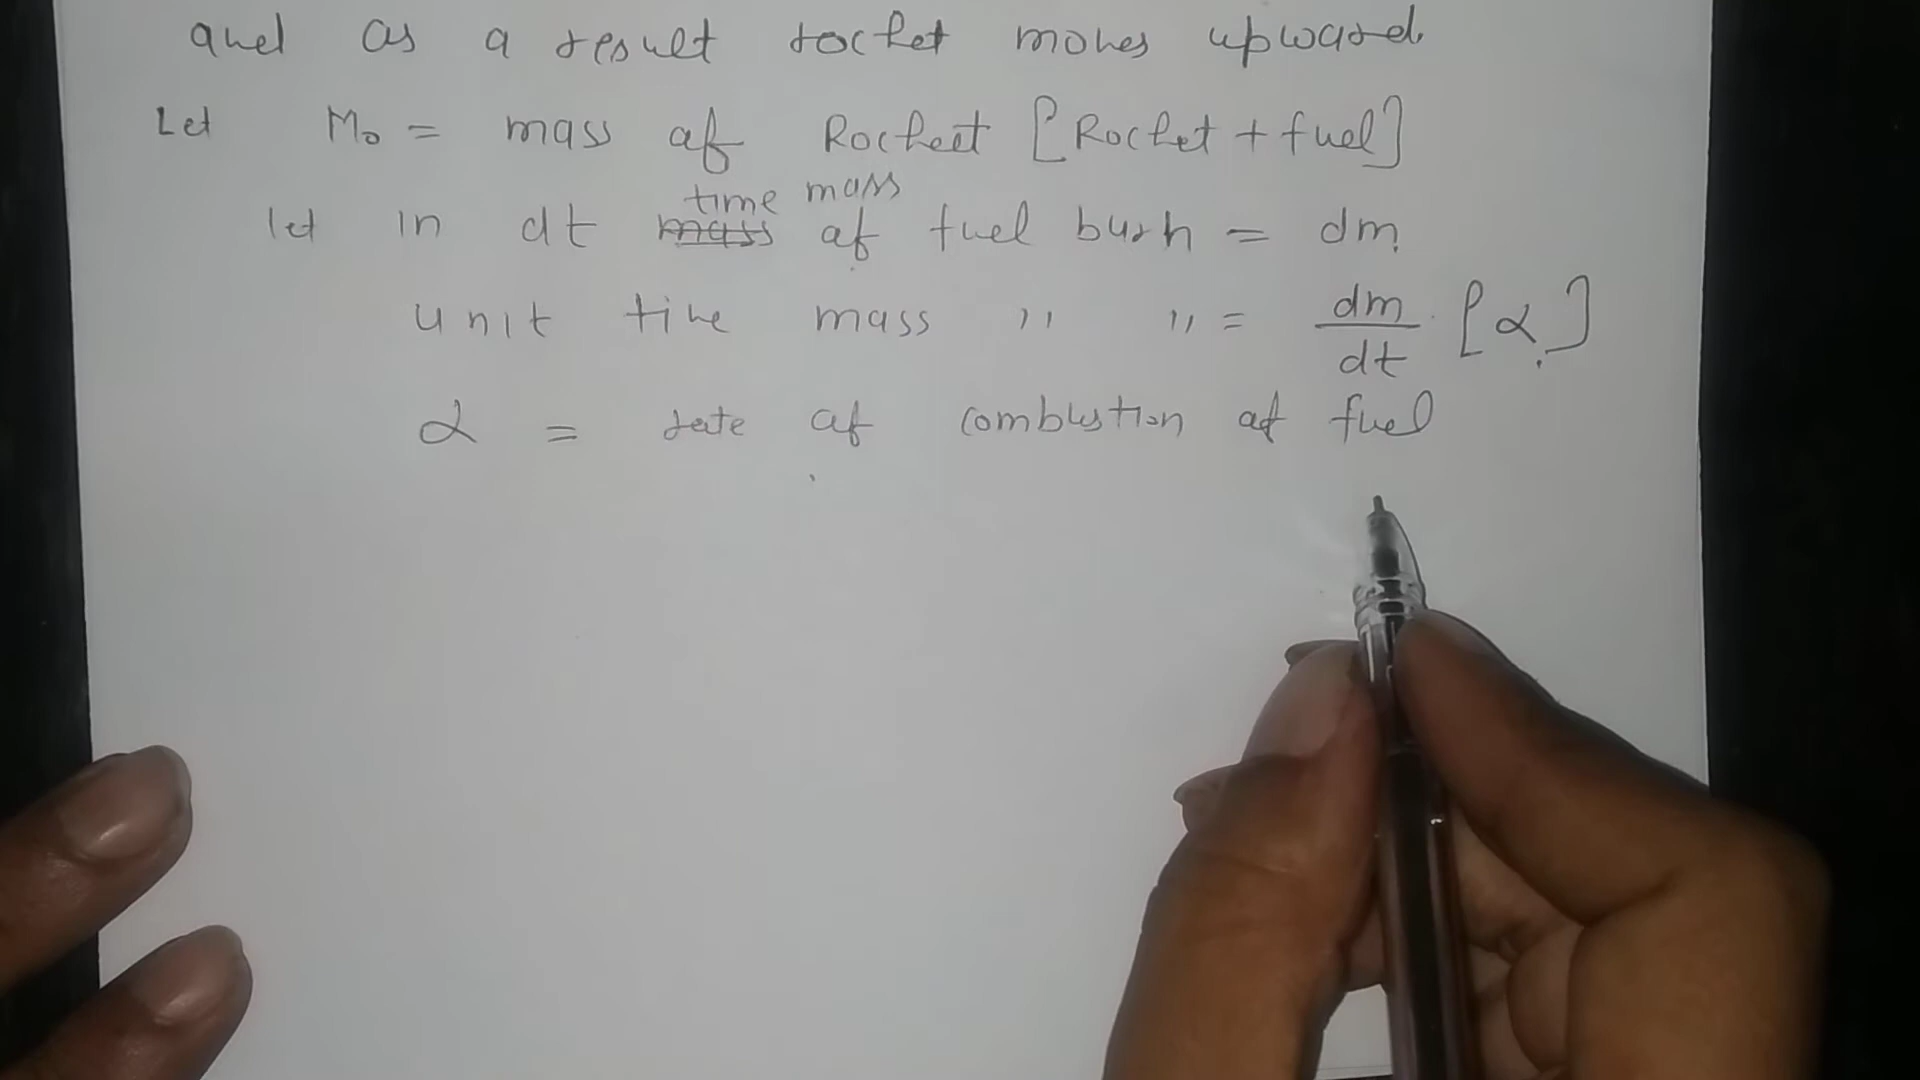 and as a result rocket moves upward
Let M₀ = mass of Rocket [Rocket + fuel]
let in dt time mass of fuel burn = dm
unit time mass ,, ,, = dm/dt [α]
α = rate of combustion of fuel